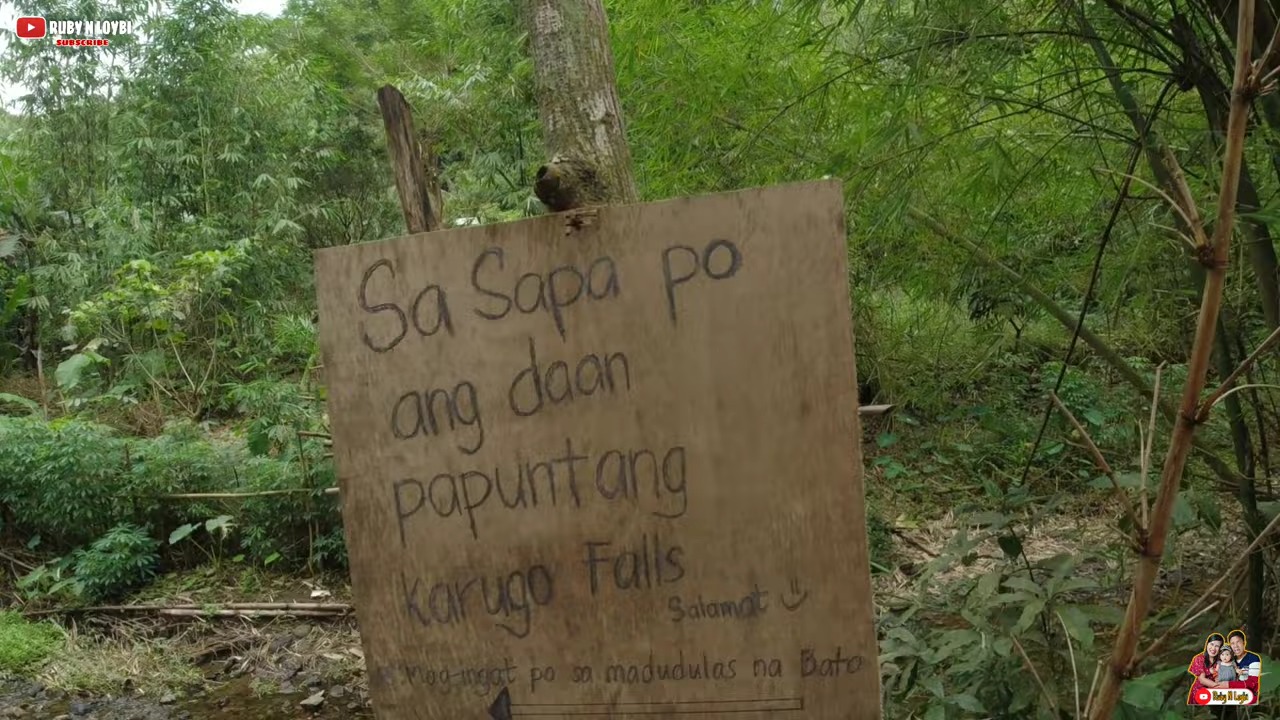 RUBY N LOYBI
SUBSCRIBE
Sa Sapa po
ang daan
papuntang
Karugo Falls
Salamat
Mag-ingat po sa madudulas na Bato